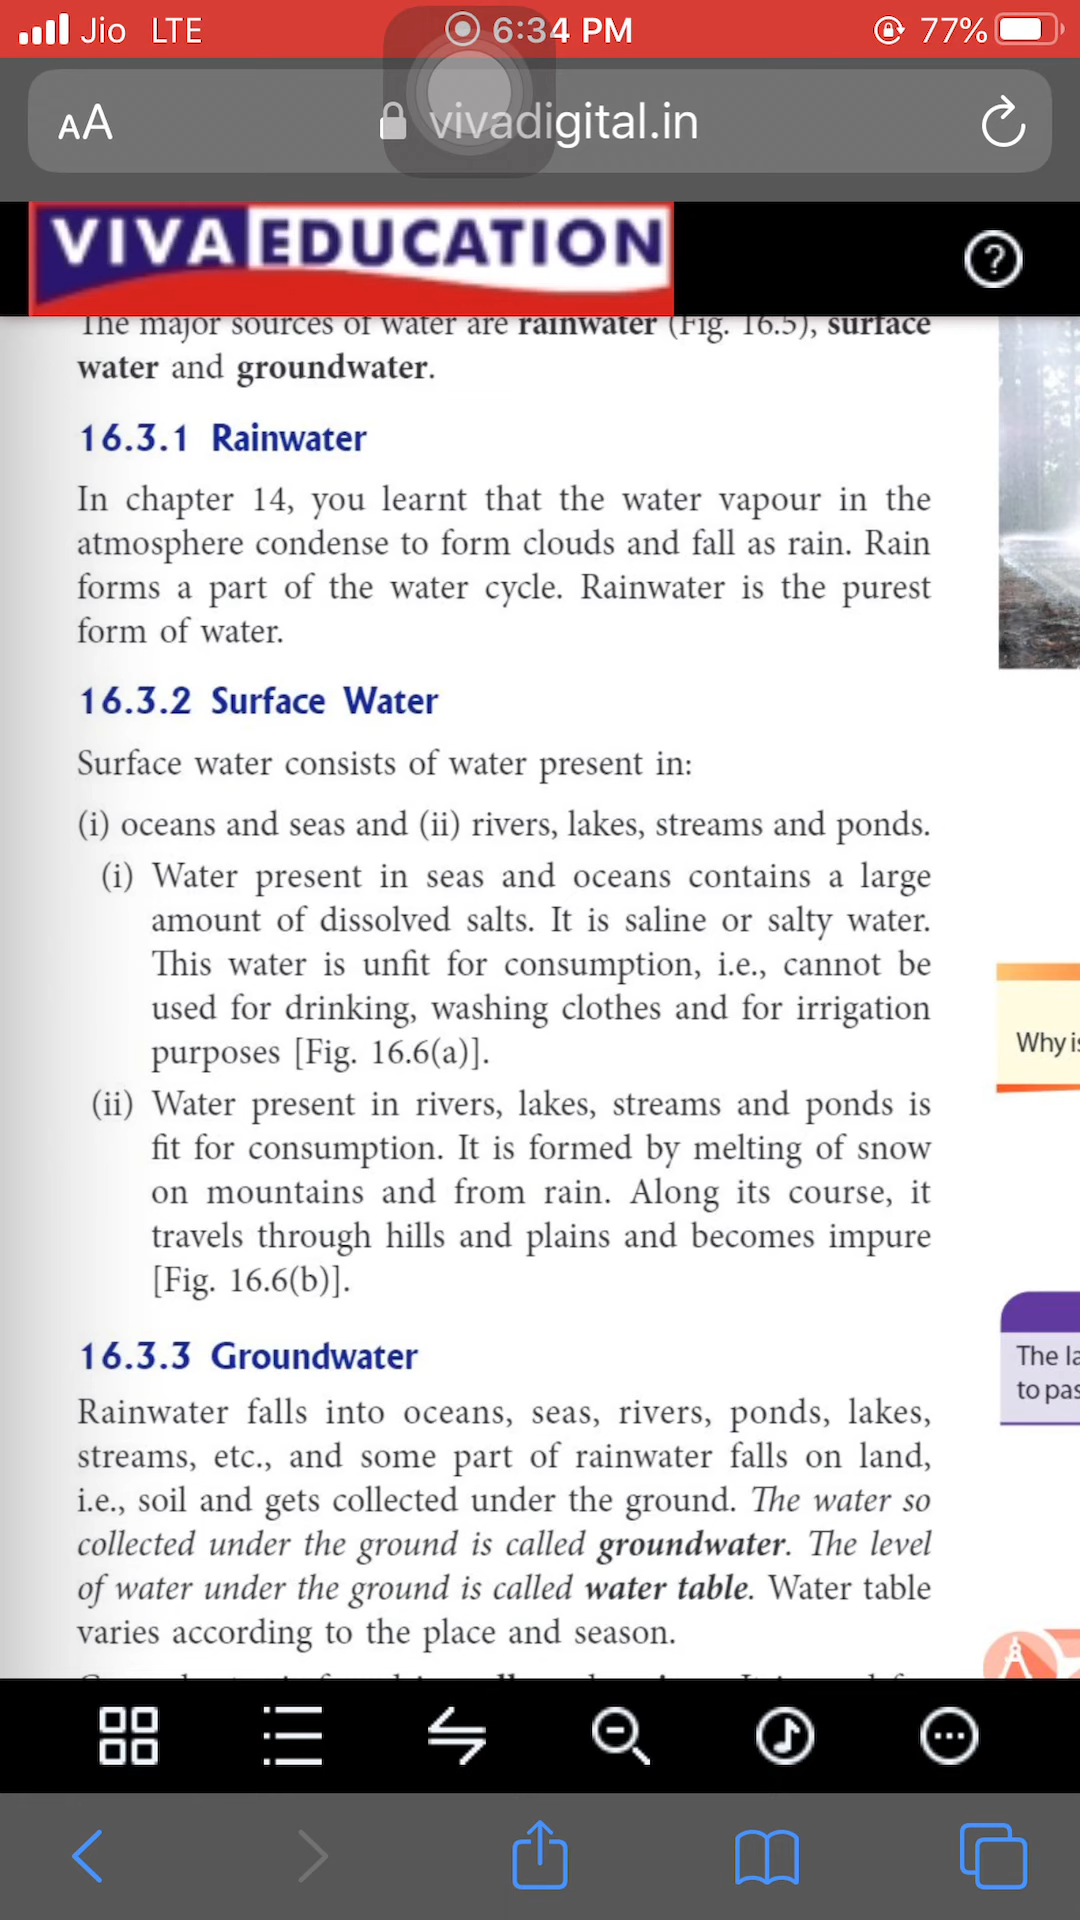 Jio LTE 6:34 PM 77%
AA vivadigital.in
VIVA EDUCATION
?
The major sources of water are rainwater (Fig. 16.5), surface
water and groundwater.
16.3.1 Rainwater
In chapter 14, you learnt that the water vapour in the
atmosphere condense to form clouds and fall as rain. Rain
forms a part of the water cycle. Rainwater is the purest
form of water.
16.3.2 Surface Water
Surface water consists of water present in:
(i) oceans and seas and (ii) rivers, lakes, streams and ponds.
(i) Water present in seas and oceans contains a large
amount of dissolved salts. It is saline or salty water.
This water is unfit for consumption, i.e., cannot be
used for drinking, washing clothes and for irrigation
purposes [Fig. 16.6(a)].
(ii) Water present in rivers, lakes, streams and ponds is
fit for consumption. It is formed by melting of snow
on mountains and from rain. Along its course, it
travels through hills and plains and becomes impure
[Fig. 16.6(b)].
16.3.3 Groundwater
Rainwater falls into oceans, seas, rivers, ponds, lakes,
streams, etc., and some part of rainwater falls on land,
i.e., soil and gets collected under the ground. The water so
collected under the ground is called groundwater. The level
of water under the ground is called water table. Water table
varies according to the place and season.
Why
The
to